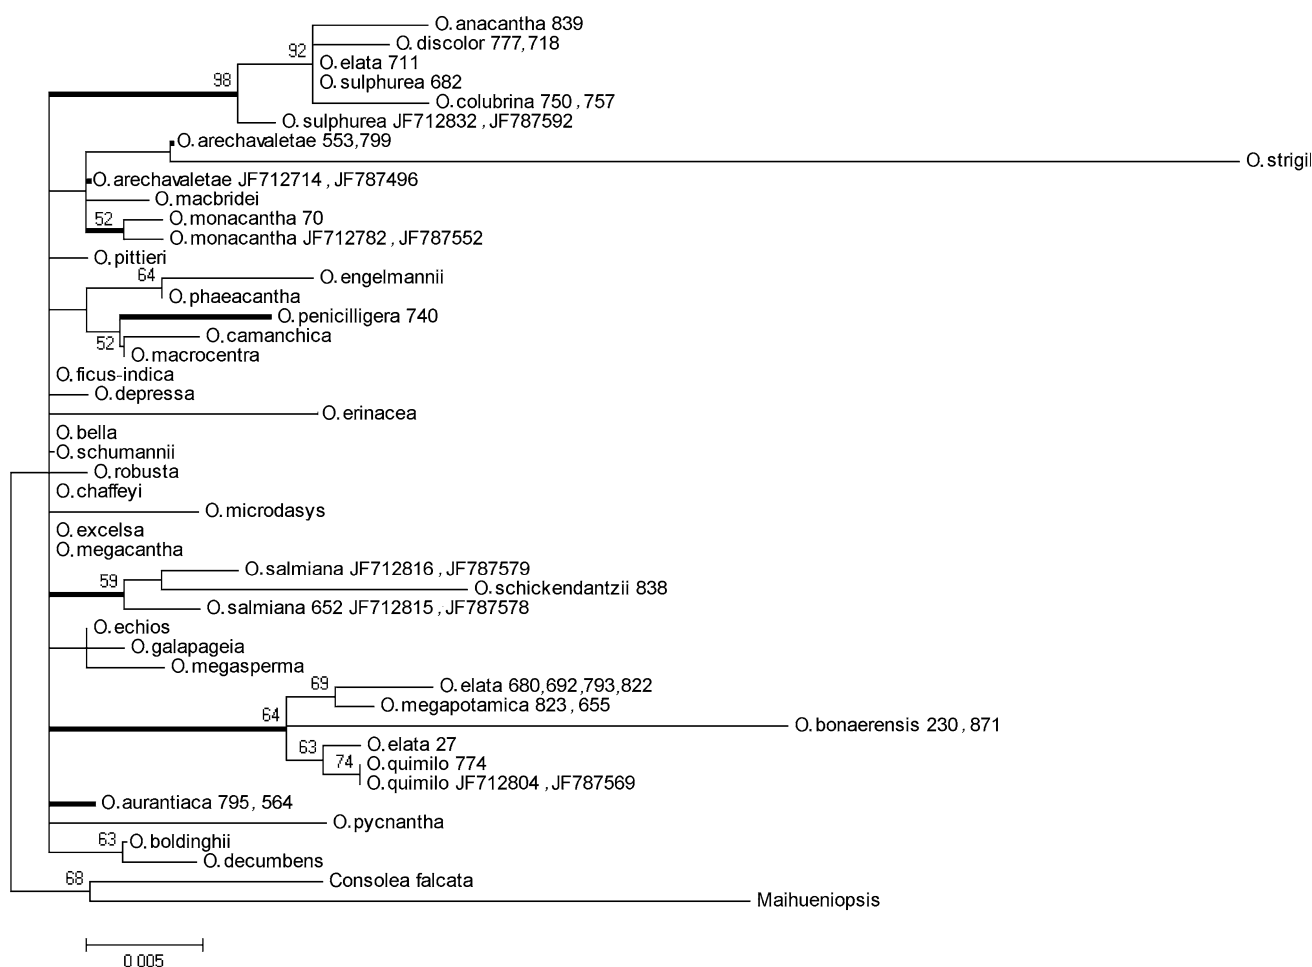 O. anacantha 839
O. discolor 777,718
92
O. elata 711
98
O. sulphurea 682
O. colubrina 750 , 757
O. sulphurea JF712832 , JF787592
O. arechavaletae 553,799
O. strigil
O. arechavaletae JF712714 , JF787496
O. macbridei
52
O. monacantha 70
O. monacantha JF712782 , JF787552
O. pittieri
64
O. engelmannii
O. phaeacantha
O. penicilligera 740
O. camanchica
52
O. macrocentra
O. ficus-indica
O. depressa
O. erinacea
O. bella
O. schumannii
O. robusta
O. chaffeyi
O. microdasys
O. excelsa
O. megacantha
O. salmiana JF712816 , JF787579
59
O. schickendantzii 838
O. salmiana 652 JF712815 , JF787578
O. echios
O. galapageia
O. megasperma
69
O. elata 680,692,793,822
O. megapotamica 823 , 655
64
O. bonaerensis 230 , 871
63
O. elata 27
74
O. quimilo 774
O. quimilo JF712804 , JF787569
O. aurantiaca 795, 564
O. pycnantha
63
O. boldinghii
O. decumbens
68
Consolea falcata
Maihueniopsis
0 005